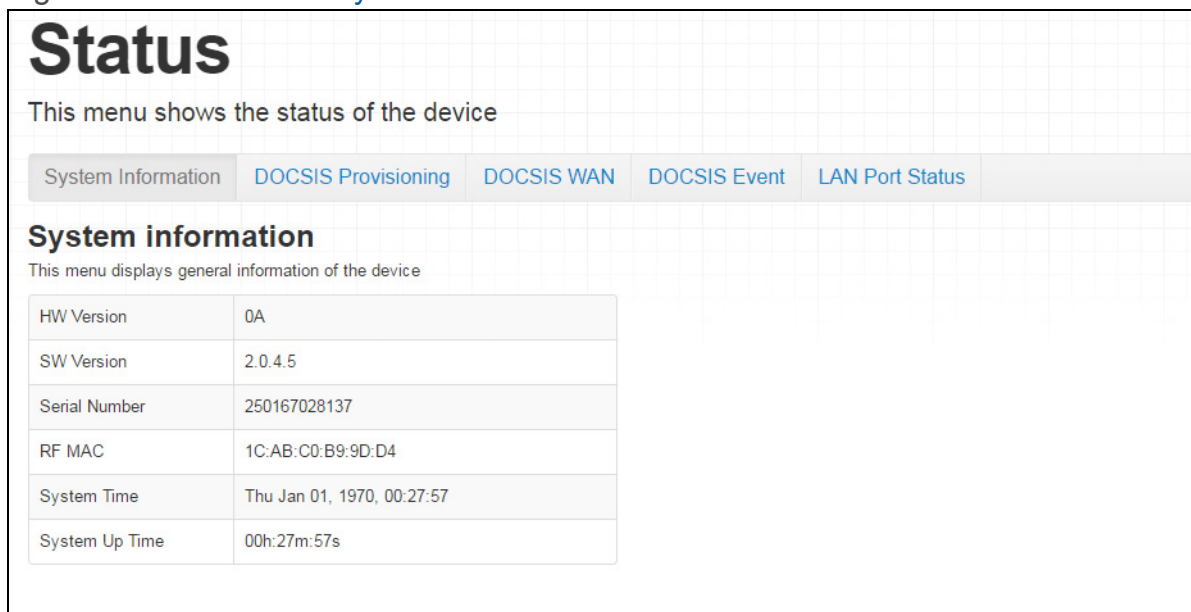 Status
This menu shows the status of the device
System Information DOCSIS Provisioning DOCSIS WAN DOCSIS Event LAN Port Status
System information
This menu displays general information of the device
HW Version 0A
SW Version 2.0.4.5
Serial Number 250167028137
RF MAC 1C:AB:C0:B9:9D:D4
System Time Thu Jan 01, 1970, 00:27:57
System Up Time 00h:27m:57s